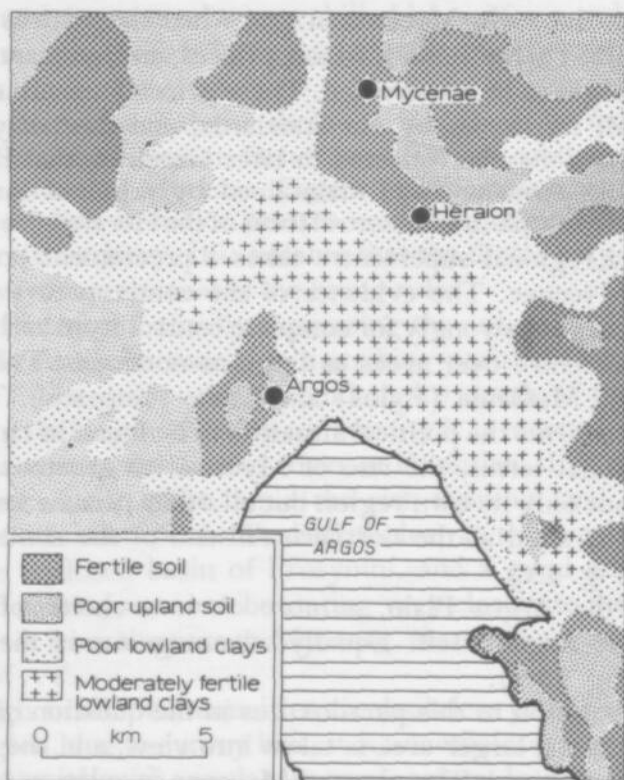 Mycenae
Heraion
Argos
GULF OF
ARGOS
Fertile soil
Poor upland soil
Poor lowland clays
Moderately fertile
lowland clays
0 km 5